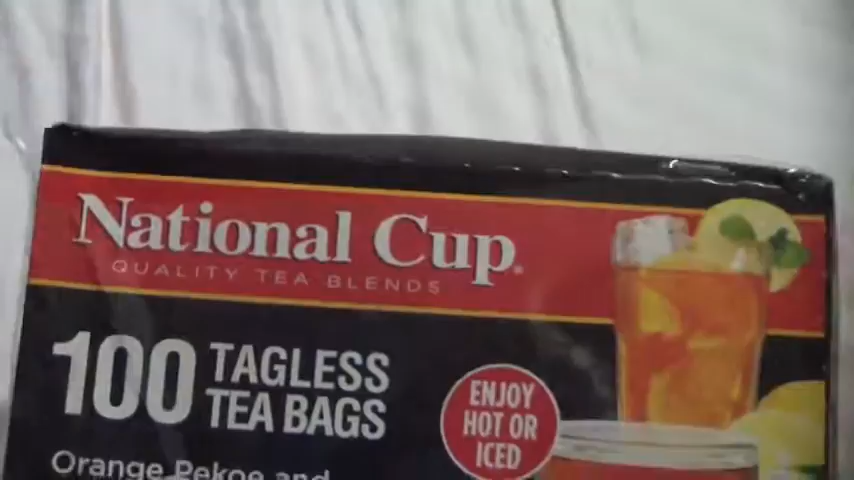 National Cup®
QUALITY TEA BLENDS
100 TAGLESS
TEA BAGS
ENJOY
HOT OR
ICED
Orange Pekoe and